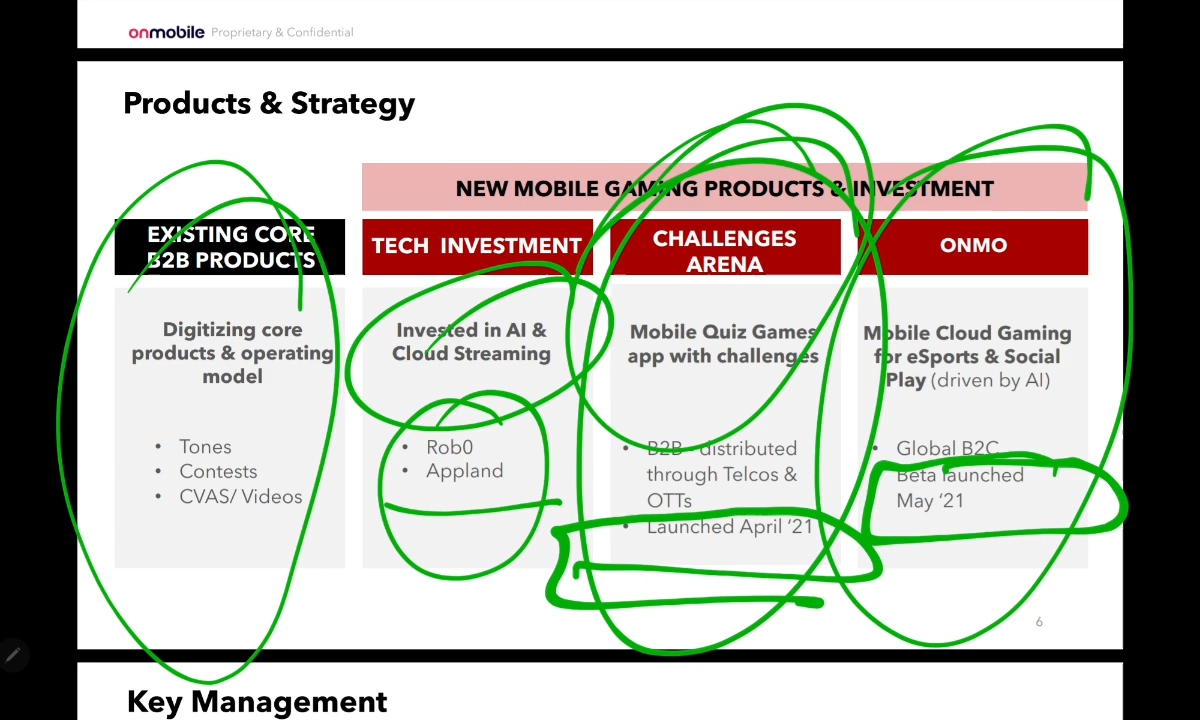 onmobile Proprietary & Confidential
Products & Strategy
NEW MOBILE GAMING PRODUCTS & INVESTMENT
EXISTING CORE
B2B PRODUCTS
Digitizing core
products & operating
model
• Tones
• Contests
• CVAS/ Videos
TECH INVESTMENT
Invested in AI &
Cloud Streaming
• Rob0
• Appland
CHALLENGES
ARENA
Mobile Quiz Games
app with challenges
• B2B - distributed
through Telcos &
OTTs
• Launched April ‘21
ONMO
Mobile Cloud Gaming
for eSports & Social
Play (driven by AI)
• Global B2C
Beta launched
May ‘21
6
Key Management